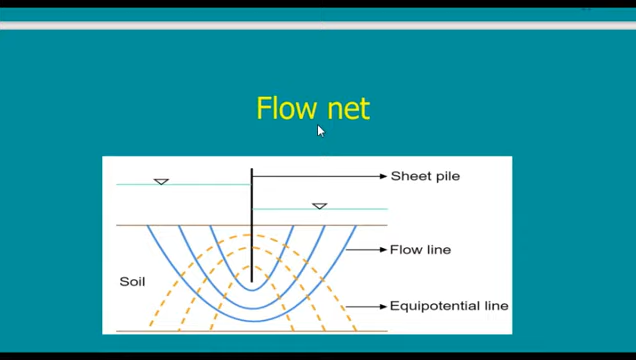 Flow net
Sheet pile
Flow line
Soil
Equipotential line